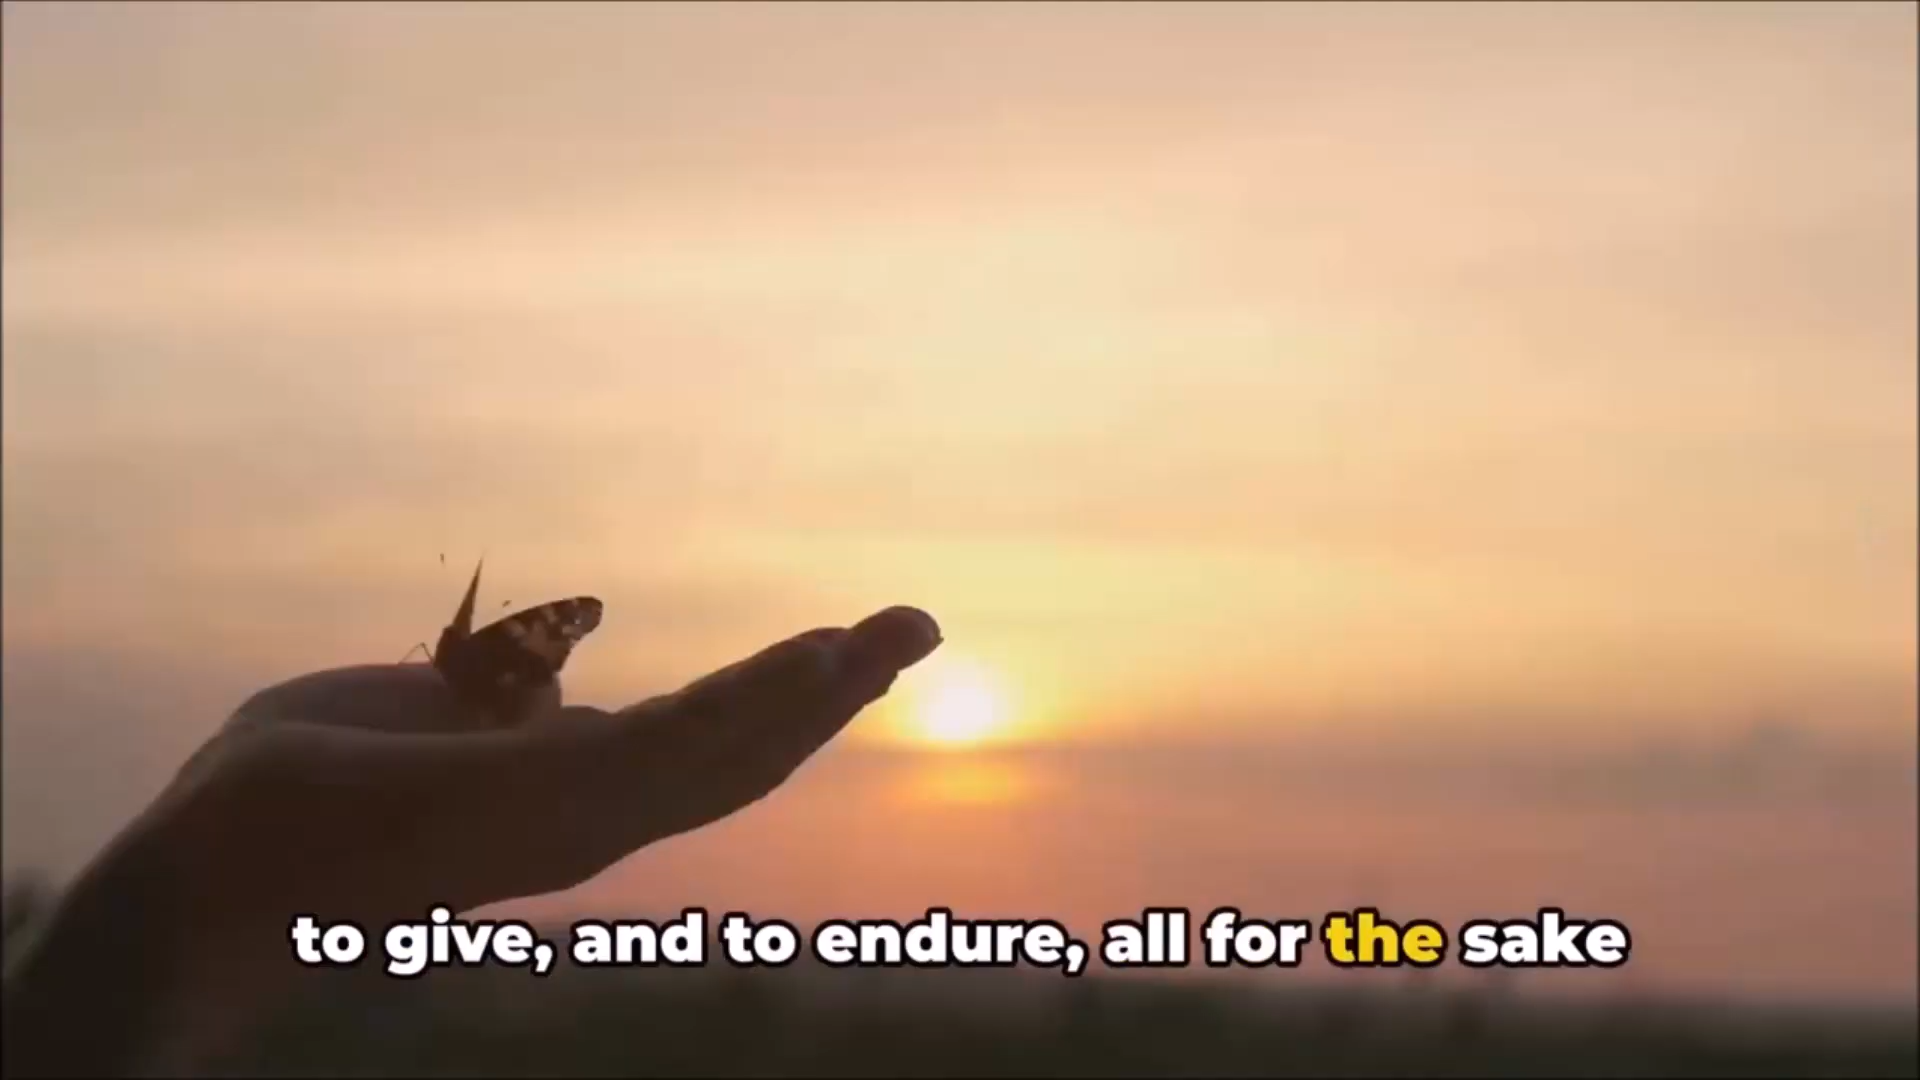 to give, and to endure, all for the sake